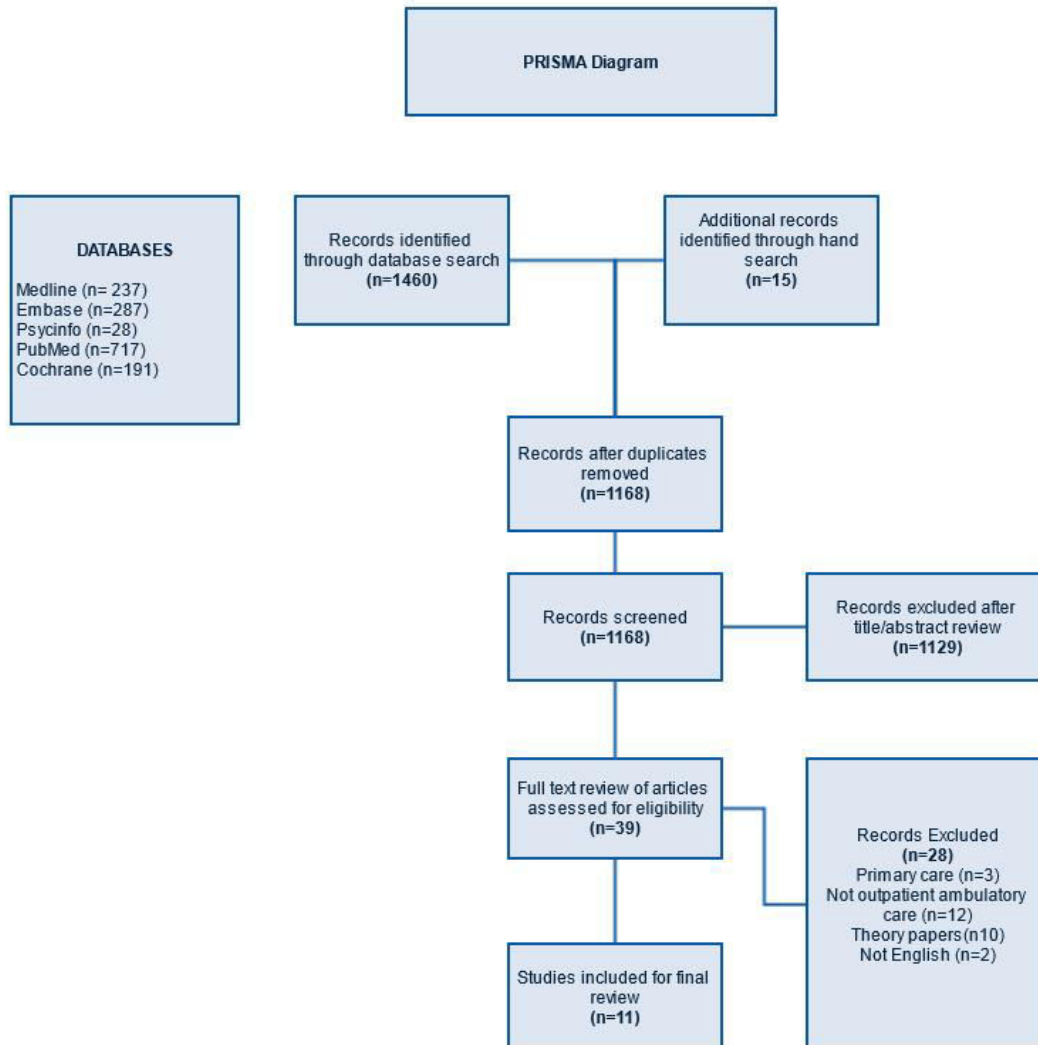 PRISMA Diagram
DATABASES
Medline (n= 237)
Embase (n=287)
Psycinfo (n=28)
PubMed (n=717)
Cochrane (n=191)
Records identified
through database search
(n=1460)
Additional records
identified through hand
search
(n=15)
Records after duplicates
removed
(n=1168)
Records screened
(n=1168)
Records excluded after
title/abstract review
(n=1129)
Full text review of articles
assessed for eligibility
(n=39)
Records Excluded
(n=28)
Primary care (n=3)
Not outpatient ambulatory
care (n=12)
Theory papers(n10)
Not English (n=2)
Studies included for final
review
(n=11)